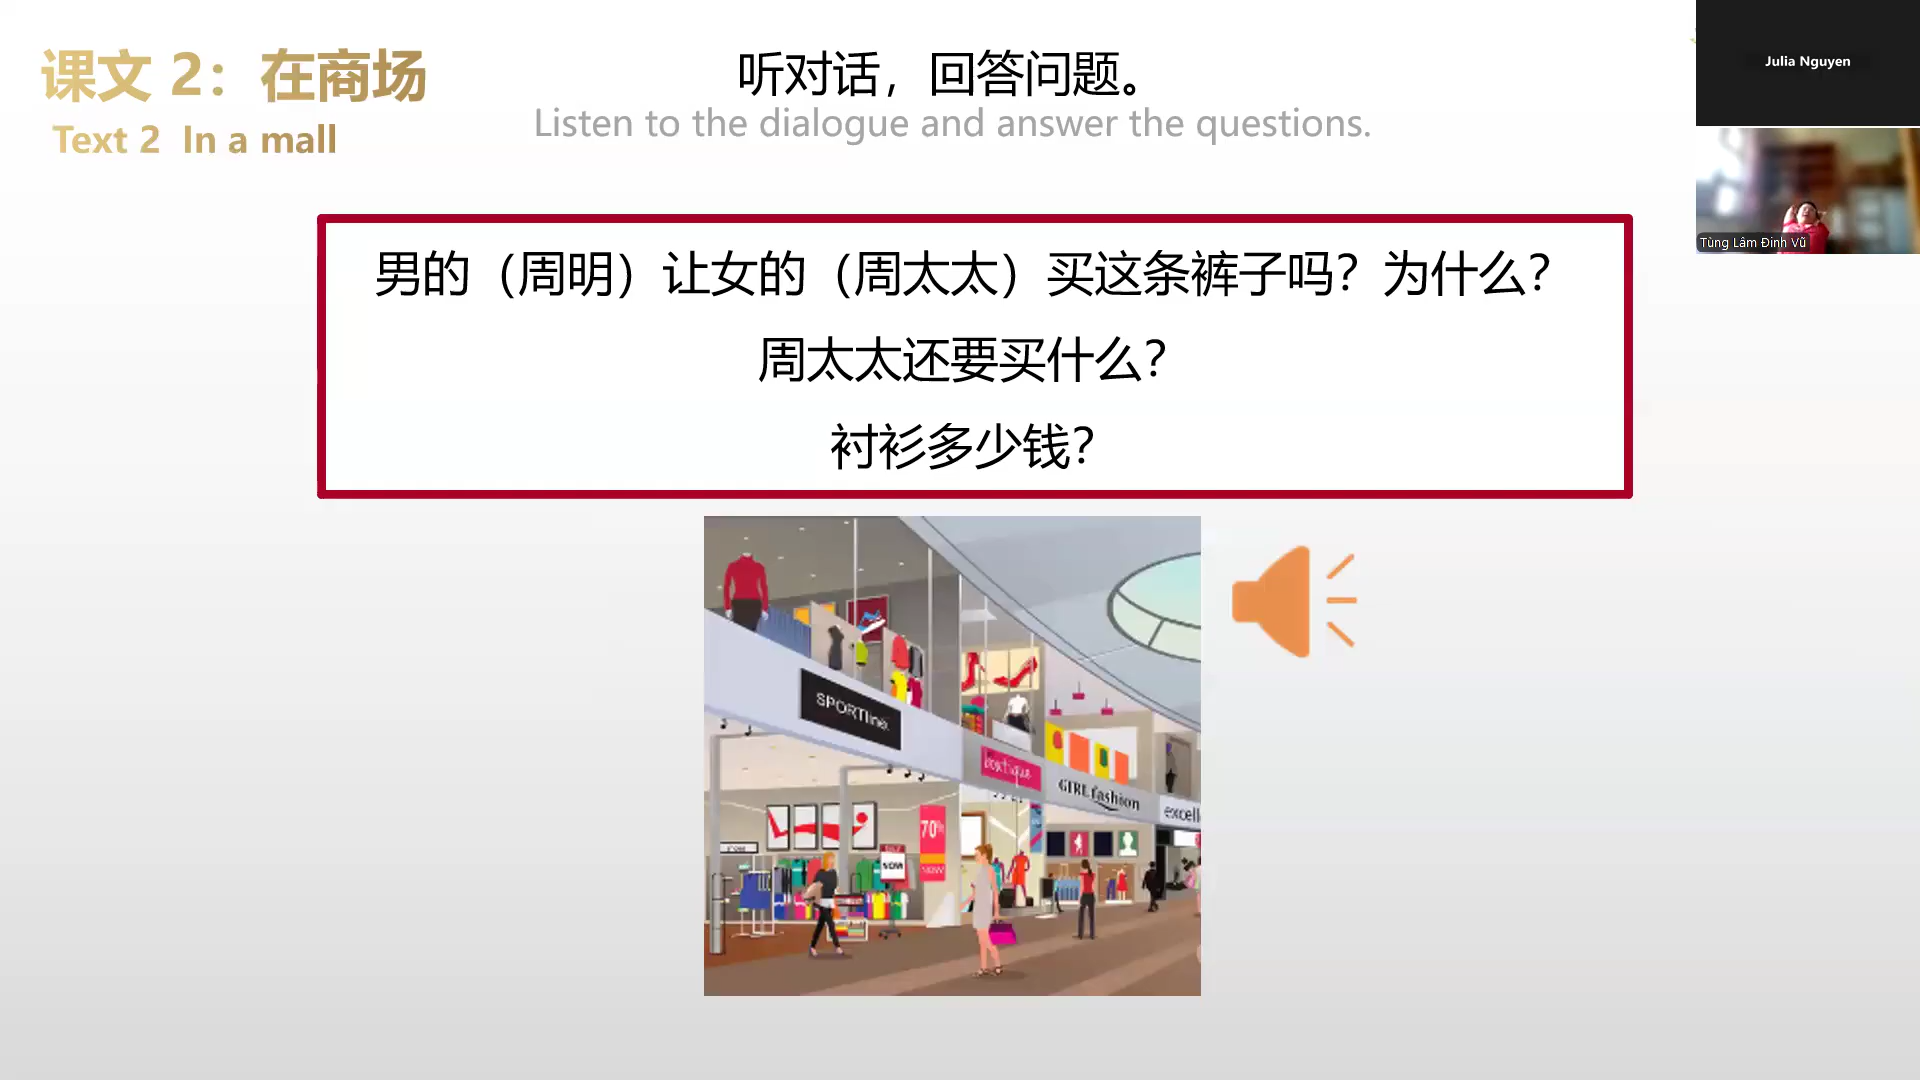 课文 2：在商场
Text 2 In a mall
听对话，回答问题。
Listen to the dialogue and answer the questions.
Julia Nguyen
Tùng Lâm Đinh Vũ
男的（周明）让女的（周太太）买这条裤子吗？为什么？
周太太还要买什么？
衬衫多少钱？
SPORTline
boutique
GIRL fashion
excell
70%
NOW
NOW